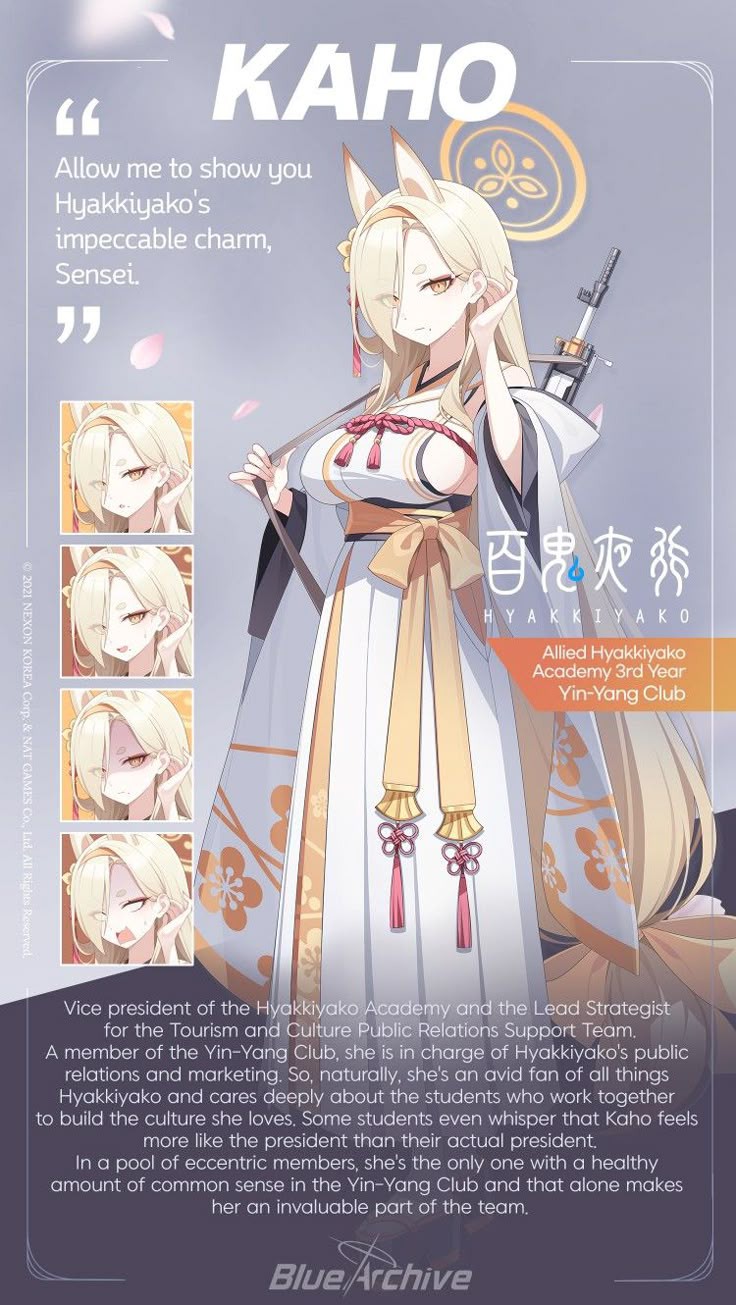 KAHO
“
Allow me to show you
Hyakkiyako's
impeccable charm,
Sensei.
”
百鬼夜行
HYAKKIYAKO
Allied Hyakkiyako
Academy 3rd Year
Yin-Yang Club
© 2021 NEXON KOREA Corp. & NAT GAMES Co., Ltd. All Rights Reserved.
Vice president of the Hyakkiyako Academy and the Lead Strategist
for the Tourism and Culture Public Relations Support Team.
A member of the Yin-Yang Club, she is in charge of Hyakkiyako's public
relations and marketing. So, naturally, she's an avid fan of all things
Hyakkiyako and cares deeply about the students who work together
to build the culture she loves. Some students even whisper that Kaho feels
more like the president than their actual president.
In a pool of eccentric members, she's the only one with a healthy
amount of common sense in the Yin-Yang Club and that alone makes
her an invaluable part of the team.
Blue Archive